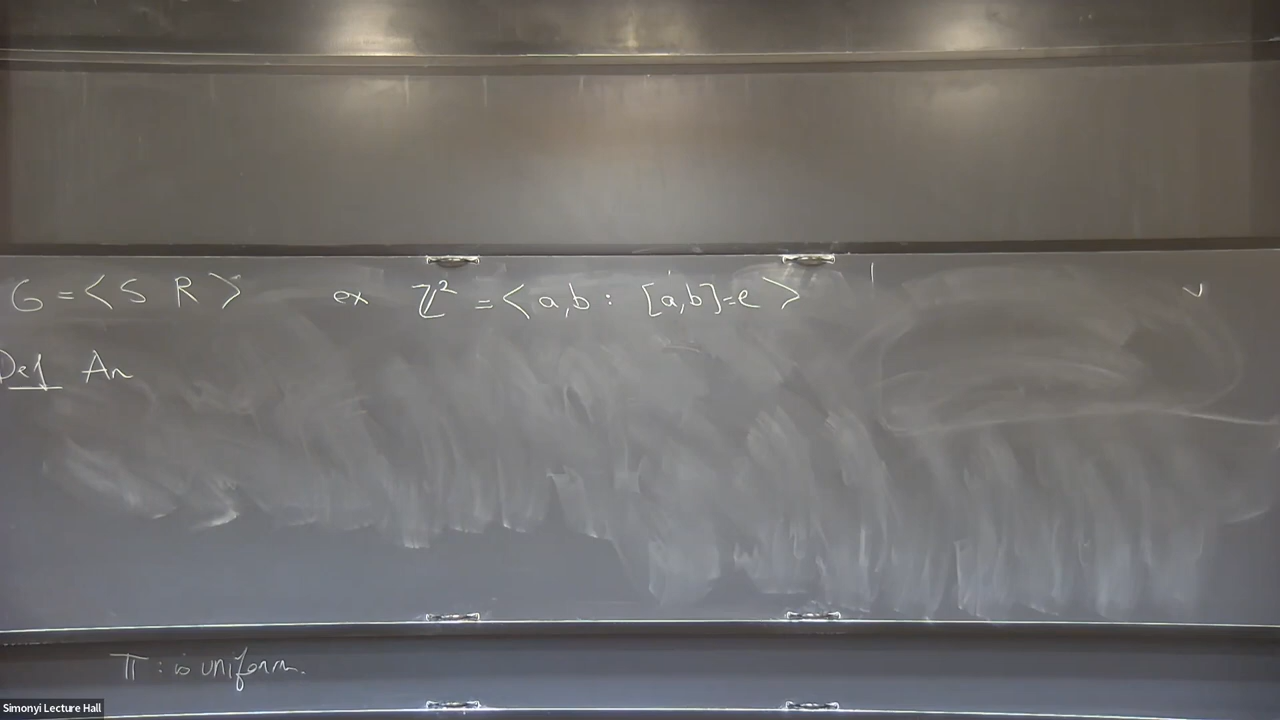 G = < S R > ex ℤ² = < a,b : [a,b]=e >
Def An
π : is uniform.
Simonyi Lecture Hall